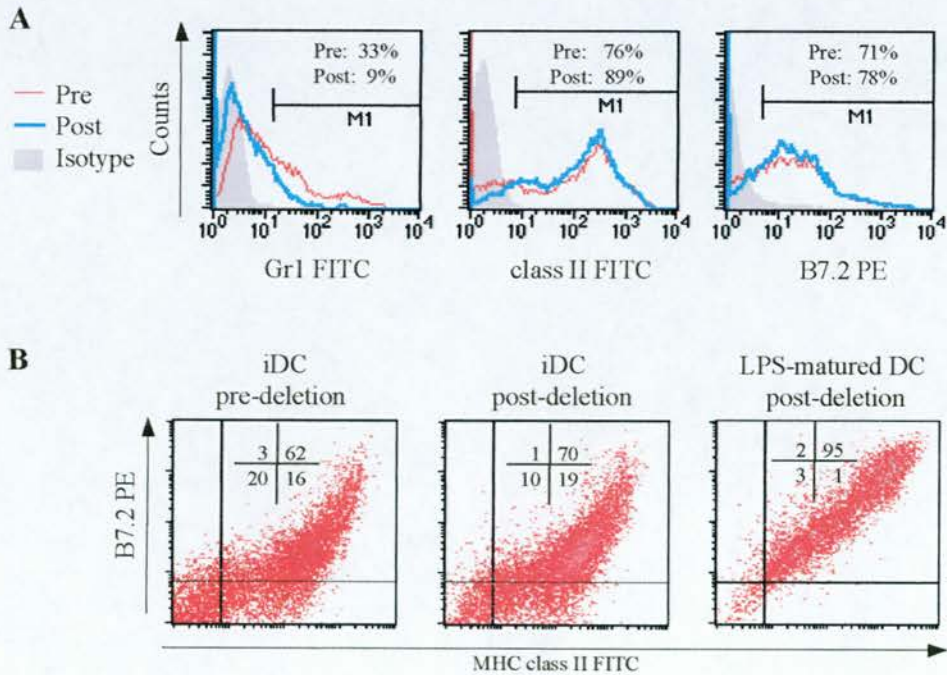 A
Pre
Post
Isotype
Counts
Pre: 33%
Post: 9%
M1
10^0 10^1 10^2 10^3 10^4
Gr1 FITC
Pre: 76%
Post: 89%
M1
10^0 10^1 10^2 10^3 10^4
class II FITC
Pre: 71%
Post: 78%
M1
10^0 10^1 10^2 10^3 10^4
B7.2 PE
B
iDC
pre-deletion
iDC
post-deletion
LPS-matured DC
post-deletion
B7.2 PE
3 62
20 16
1 70
10 19
2 95
3 1
MHC class II FITC